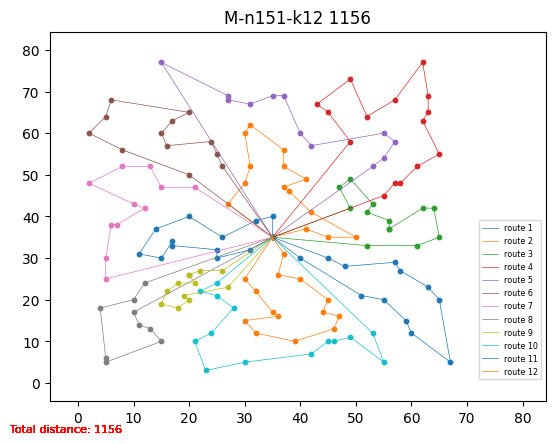 M-n151-k12 1156
80
70
60
50
40
30
20
10
0
0 10 20 30 40 50 60 70 80
route 1
route 2
route 3
route 4
route 5
route 6
route 7
route 8
route 9
route 10
route 11
route 12
Total distance: 1156